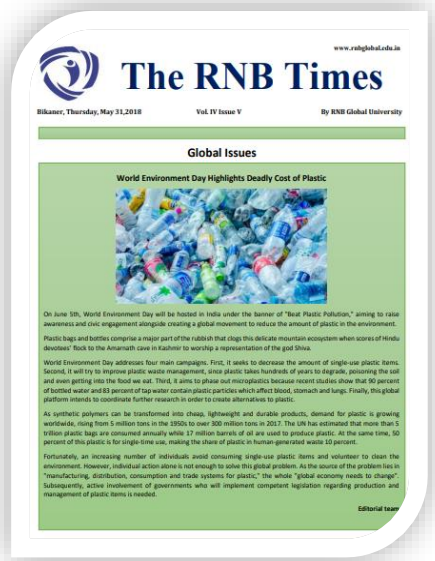 www.rnbglobal.edu.in
The RNB Times
Bikaner, Thursday, May 31,2018 Vol. IV Issue V By RNB Global University
Global Issues
World Environment Day Highlights Deadly Cost of Plastic
On June 5th, World Environment Day will be hosted in India under the banner of "Beat Plastic Pollution," aiming to raise
awareness and civic engagement alongside creating a global movement to reduce the amount of plastic in the environment.
Plastic bags and bottles comprise a major part of the rubbish that clogs this delicate mountain ecosystem when scores of Hindu
devotees' flock to the Amarnath cave in Kashmir to worship a representation of the god Shiva.
World Environment Day addresses four main campaigns. First, it seeks to decrease the amount of single-use plastic items.
Second, it will try to improve plastic waste management, since plastic takes hundreds of years to degrade, poisoning the soil
and even getting into the food we eat. Third, it aims to phase out microplastics because recent studies show that 90 percent
of bottled water and 83 percent of tap water contain plastic particles which affect blood, stomach and lungs. Finally, this global
platform intends to coordinate further research in order to create alternatives to plastic.
As synthetic polymers can be transformed into cheap, lightweight and durable products, demand for plastic is growing
worldwide, rising from 5 million tons in the 1950s to over 300 million tons in 2017. The UN has estimated that more than 5
trillion plastic bags are consumed annually while 17 million barrels of oil are used to produce plastic. At the same time, 50
percent of this plastic is for single-time use, making the share of plastic in human-generated waste 10 percent.
Fortunately, an increasing number of individuals avoid consuming single-use plastic items and volunteer to clean the
environment. However, individual action alone is not enough to solve this global problem. As the source of the problem lies in
"manufacturing, distribution, consumption and trade systems for plastic," the whole "global economy needs to change".
Subsequently, active involvement of governments who will implement competent legislation regarding production and
management of plastic items is needed.
Editorial team